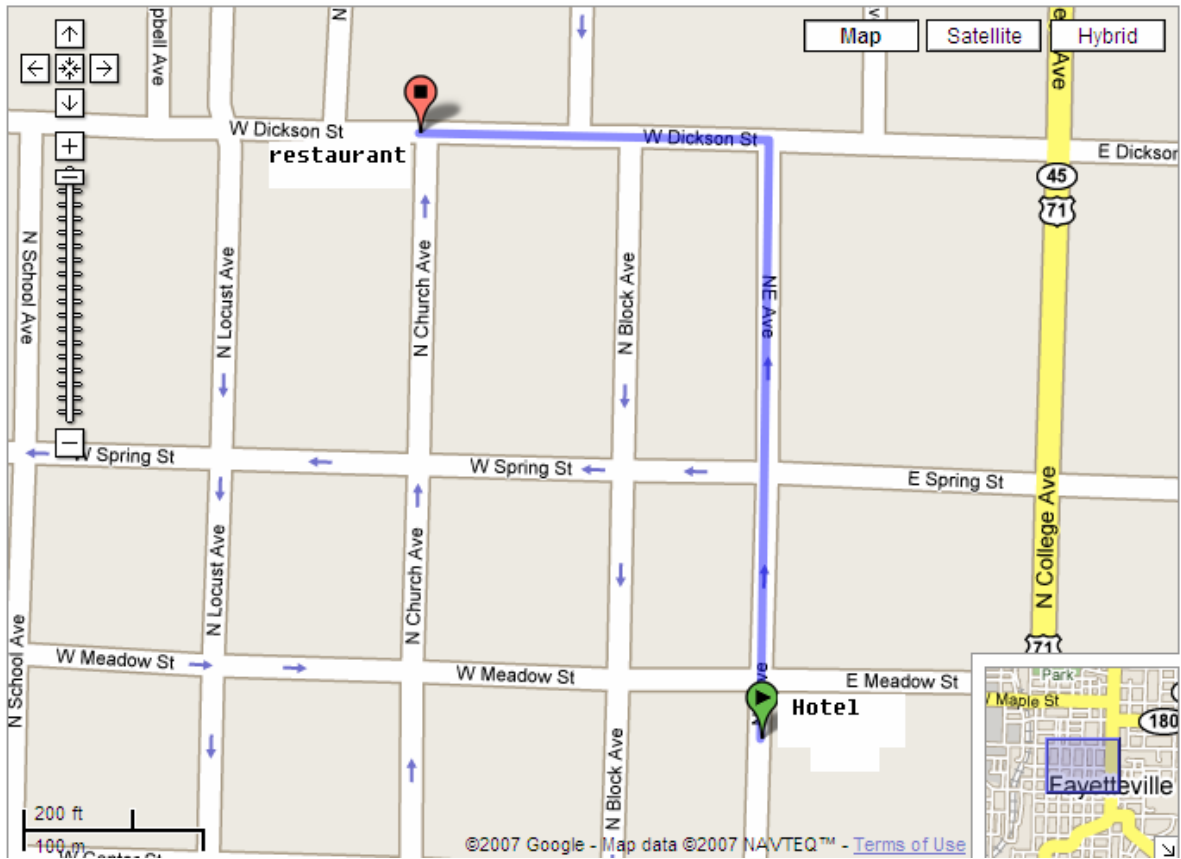 pbell Ave
N
Map
Satellite
Hybrid
Ave
W Dickson St
W Dickson St
E Dickson
restaurant
45
71
N School Ave
N Locust Ave
N Church Ave
N Block Ave
NE Ave
W Spring St
W Spring St
E Spring St
N College Ave
N Locust Ave
N Church Ave
N School Ave
W Meadow St
W Meadow St
E Meadow St
71
Hotel
N Block Ave
Park
W Maple St
180
Fayetteville
200 ft
100 m
W Center St
©2007 Google - Map data ©2007 NAVTEQ™ - Terms of Use